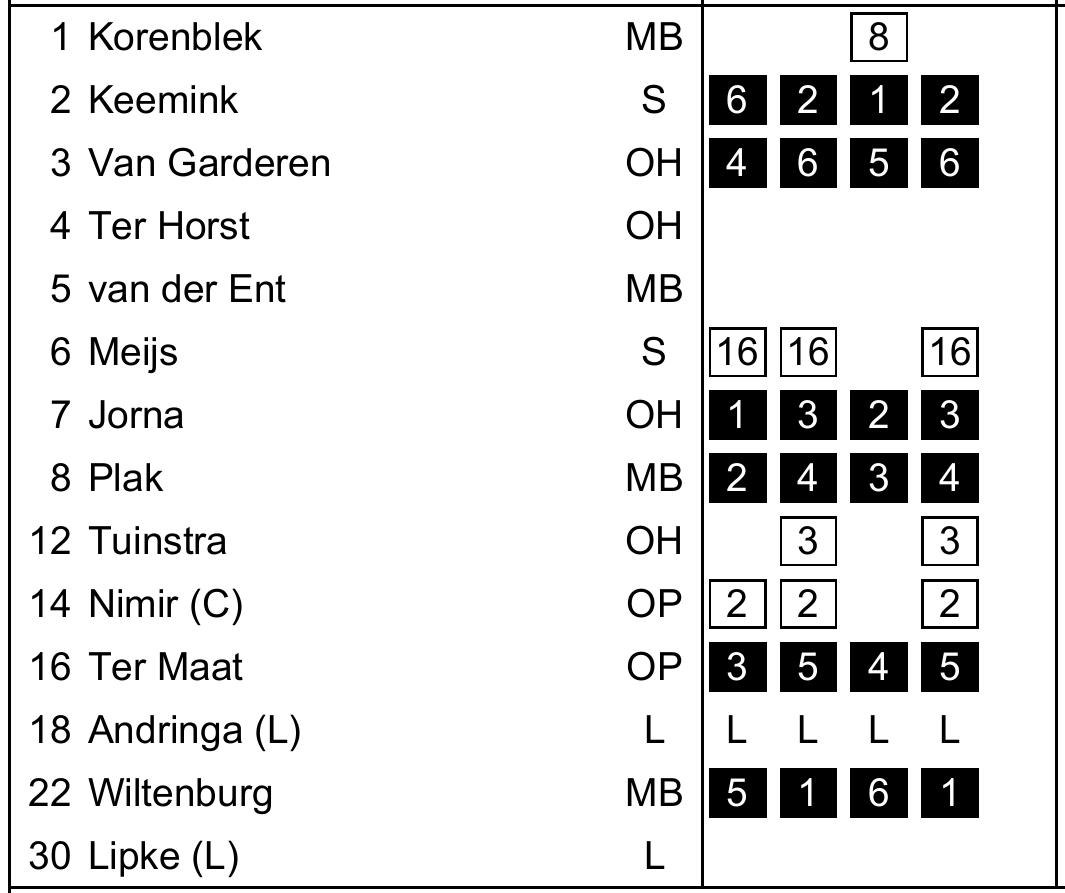 1 Korenblek MB 8
2 Keemink S 6 2 1 2
3 Van Garderen OH 4 6 5 6
4 Ter Horst OH
5 van der Ent MB
6 Meijs S 16 16 16
7 Jorna OH 1 3 2 3
8 Plak MB 2 4 3 4
12 Tuinstra OH 3 3
14 Nimir (C) OP 2 2 2
16 Ter Maat OP 3 5 4 5
18 Andringa (L) L L L L L
22 Wiltenburg MB 5 1 6 1
30 Lipke (L) L